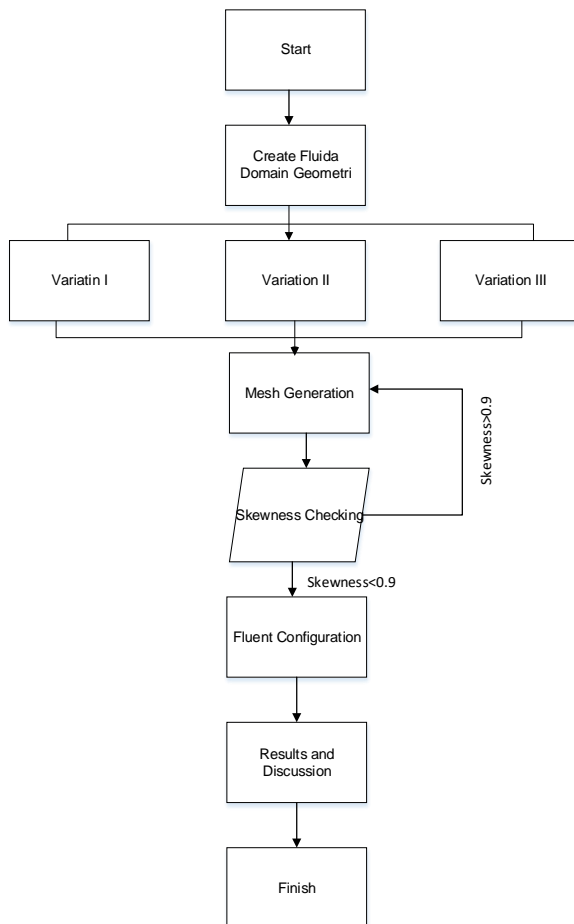 Start
Create Fluida
Domain Geometri
Variatin I
Variation II
Variation III
Mesh Generation
Skewness>0.9
Skewness Checking
Skewness<0.9
Fluent Configuration
Results and
Discussion
Finish